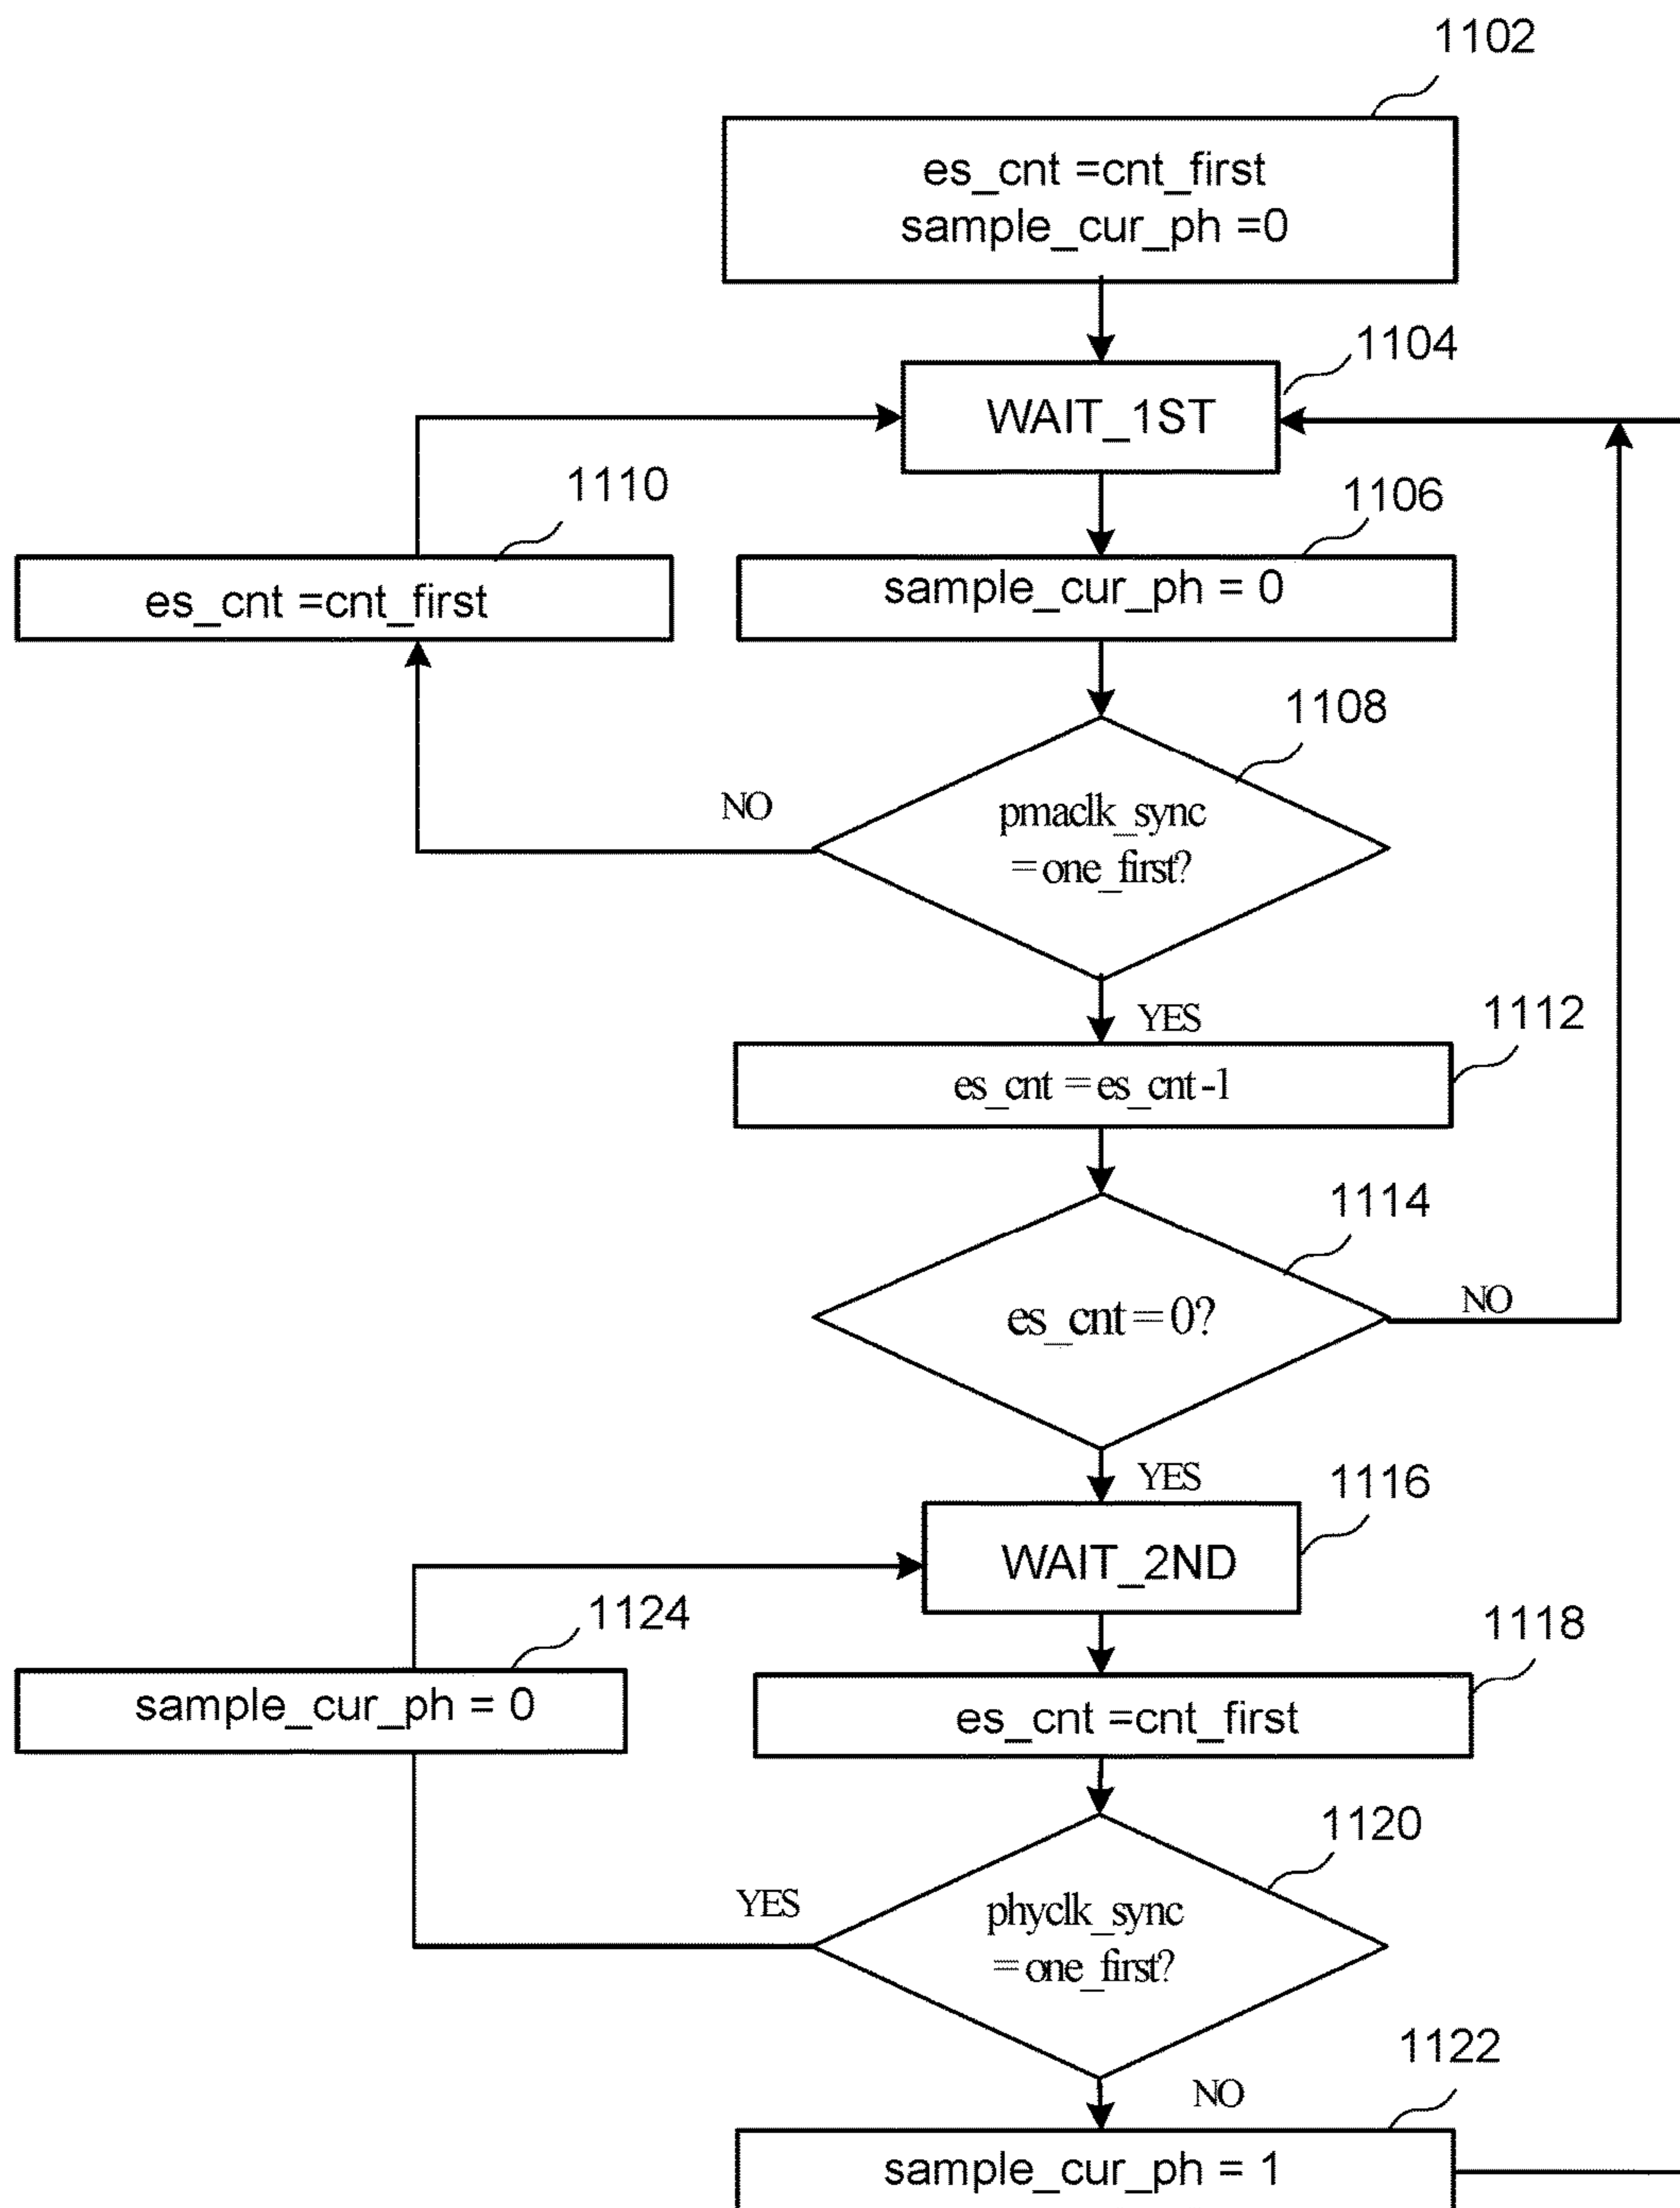 1102
es_cnt =cnt_first
sample_cur_ph =0
1104
WAIT_1ST
1110
1106
es_cnt =cnt_first
sample_cur_ph = 0
1108
NO
pmaclk_sync
=one_first?
YES
1112
es_cnt =es_cnt-1
1114
es_cnt=0?
NO
YES
1116
WAIT_2ND
1124
1118
sample_cur_ph = 0
es_cnt =cnt_first
1120
YES
phyclk_sync
=one_first?
NO
1122
sample_cur_ph = 1